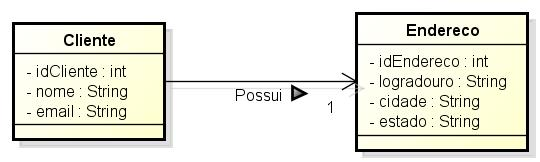 Cliente
- idCliente : int
- nome : String
- email : String
Possui
1
Endereco
- idEndereco : int
- logradouro : String
- cidade : String
- estado : String